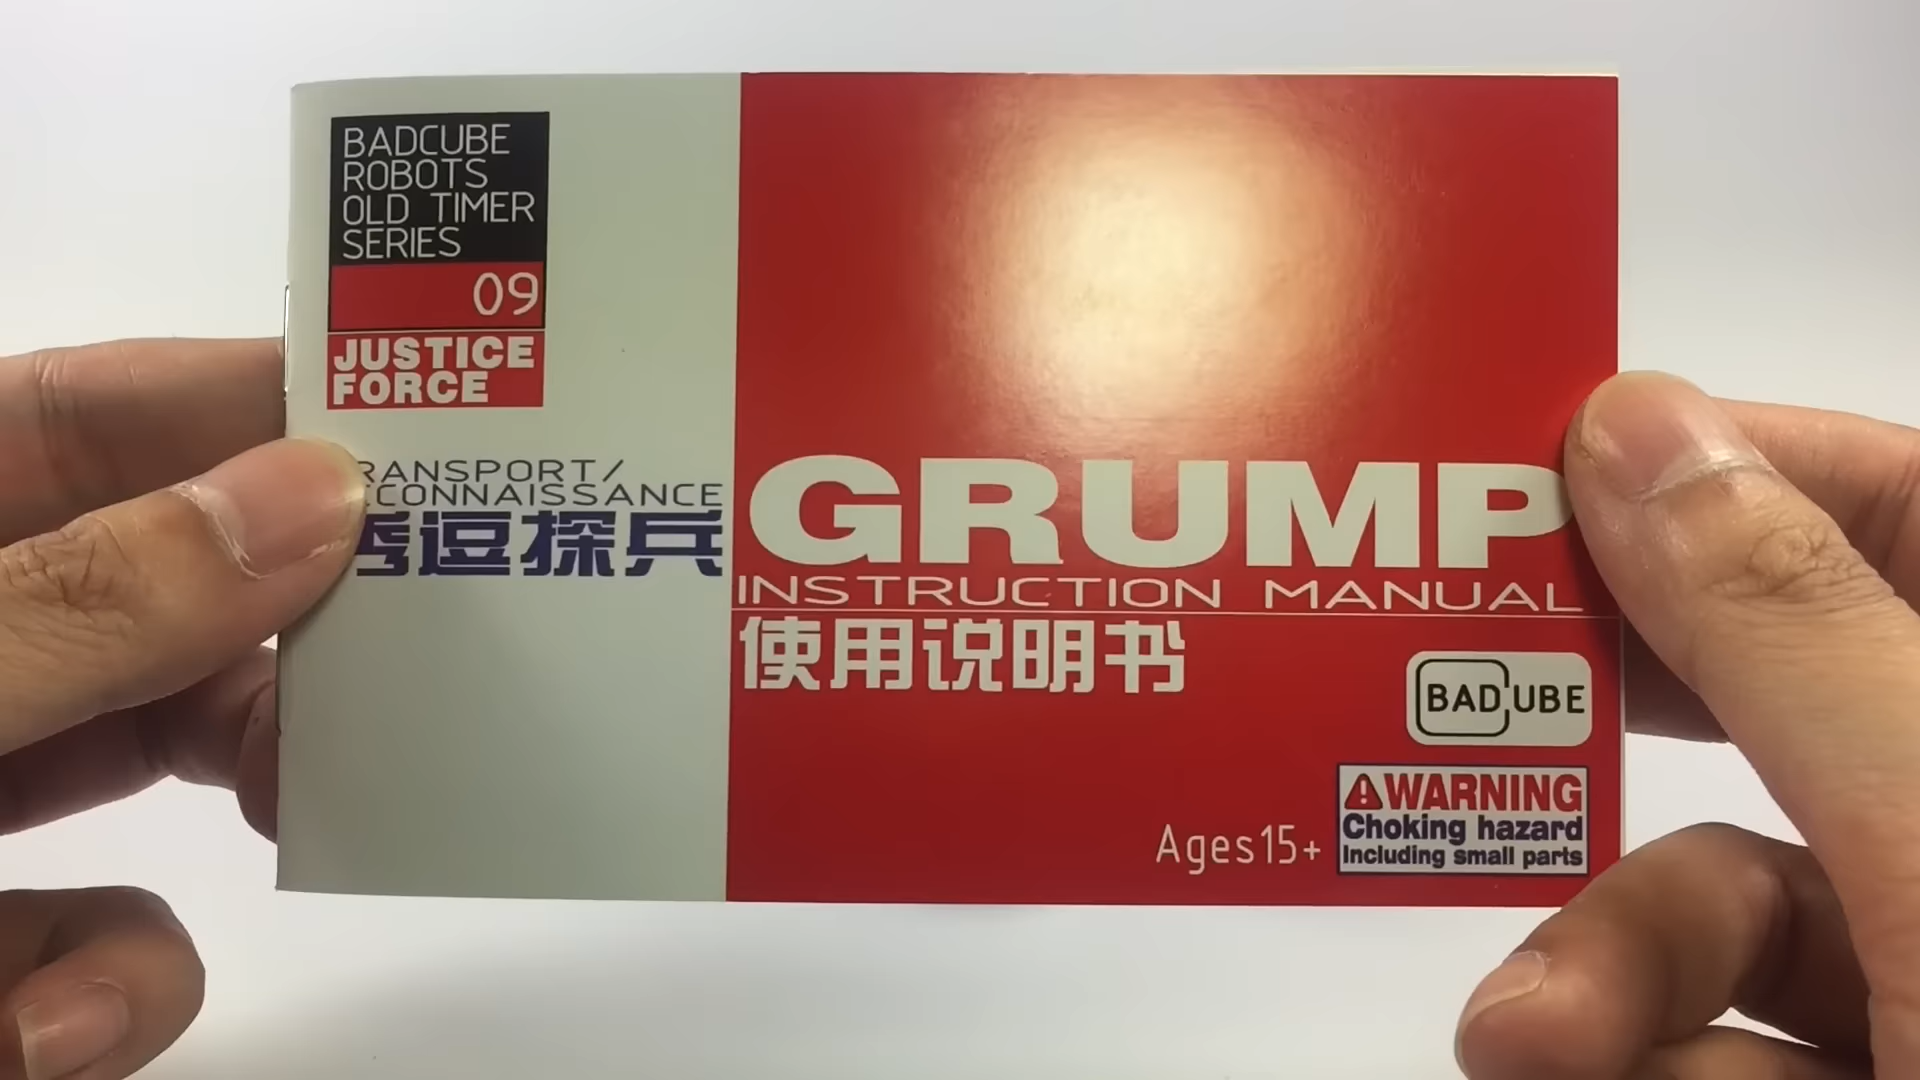 BADCUBE
ROBOTS
OLD TIMER
SERIES
09
JUSTICE
FORCE
RANSPORT/
CONNAISSANCE
逗探兵
GRUMP
INSTRUCTION MANUAL
使用说明书
BADCUBE
Ages15+
WARNING
Choking hazard
Including small parts